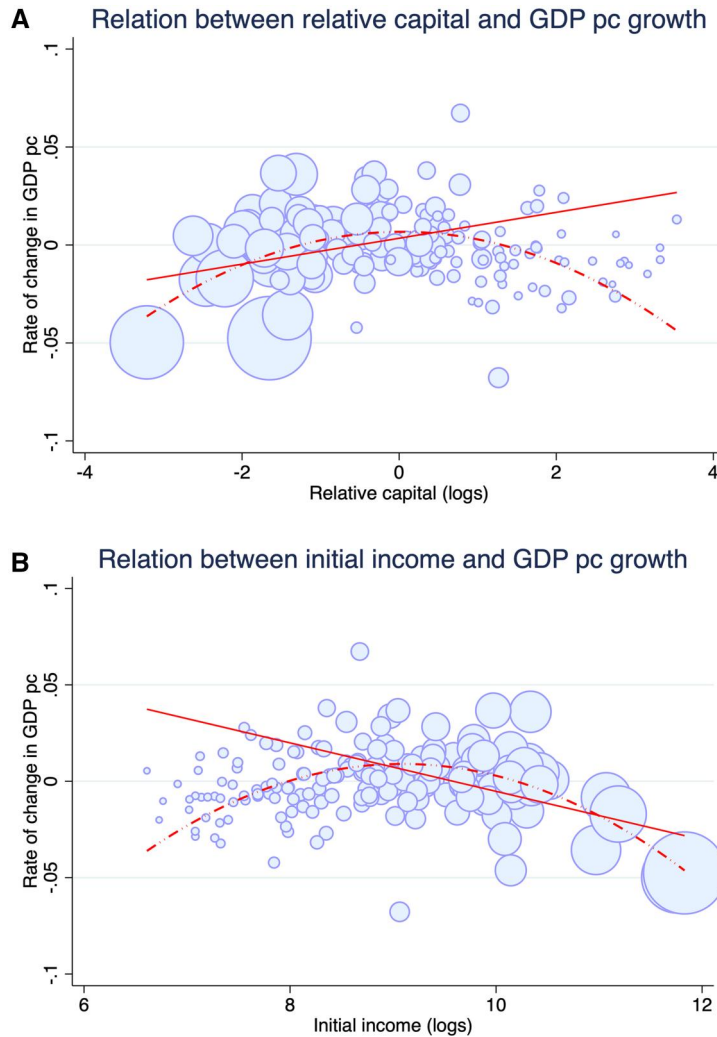 A
Relation between relative capital and GDP pc growth
Rate of change in GDP pc
.1
.05
0
-.05
-.1
-4 -2 0 2 4
Relative capital (logs)
B
Relation between initial income and GDP pc growth
Rate of change in GDP pc
.1
.05
0
-.05
-.1
6 8 10 12
Initial income (logs)